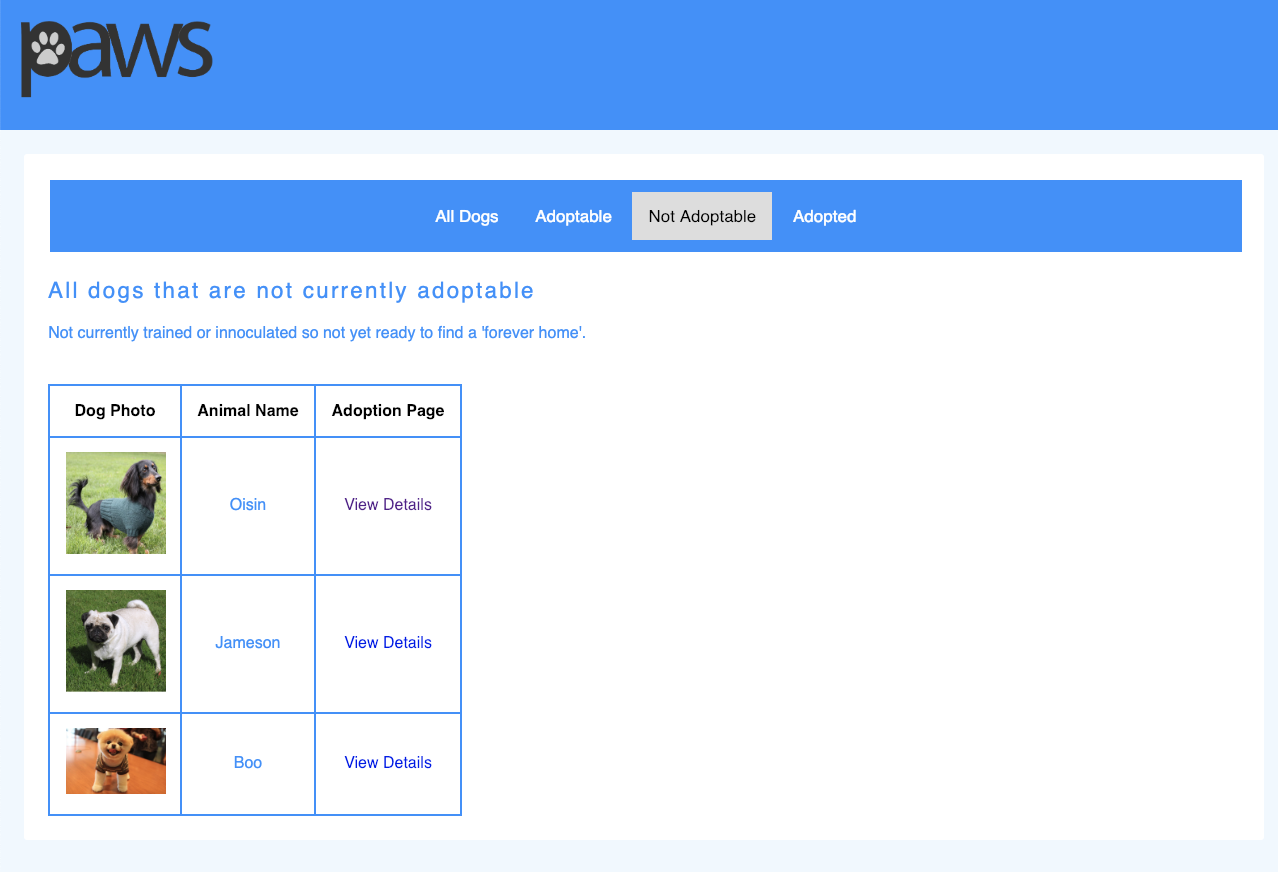 paws
All Dogs Adoptable Not Adoptable Adopted
All dogs that are not currently adoptable
Not currently trained or innoculated so not yet ready to find a 'forever home'.
Dog Photo Animal Name Adoption Page
Oisin View Details
Jameson View Details
Boo View Details